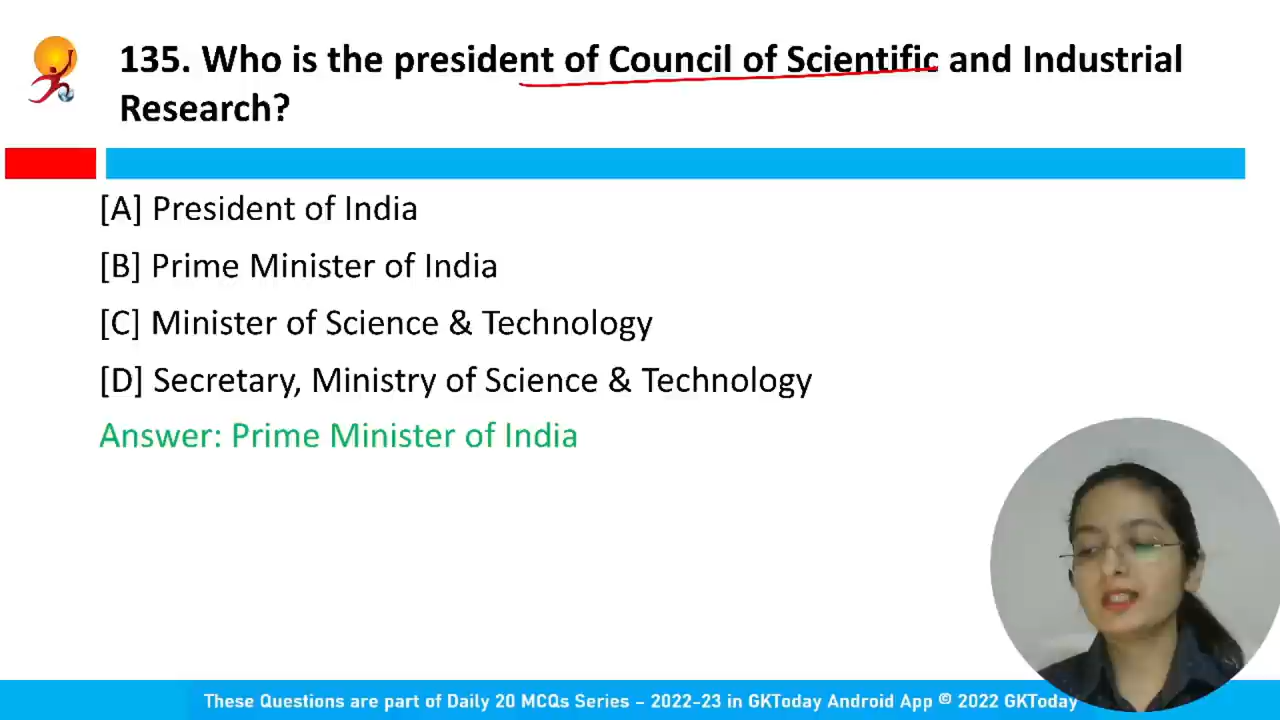 135. Who is the president of Council of Scientific and Industrial
Research?
[A] President of India
[B] Prime Minister of India
[C] Minister of Science & Technology
[D] Secretary, Ministry of Science & Technology
Answer: Prime Minister of India
These Questions are part of Daily 20 MCQs Series – 2022-23 in GKToday Android App © 2022 GKToday